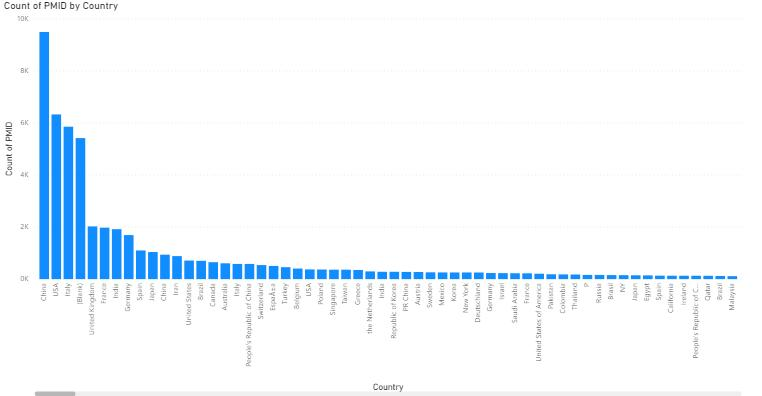 Count of PMID by Country
10K
8K
6K
4K
2K
0K
Count of PMID
China
USA
Italy
(Blank)
United Kingdom
France
India
Germany
Spain
Japan
China
Iran
United States
Brazil
Canada
Australia
Italy
People's Republic of China
Switzerland
EspaÃ±a
Turkey
Belgium
USA
Poland
Singapore
Taiwan
Greece
the Netherlands
India
Republic of Korea
PR China
Austria
Sweden
Mexico
Korea
New York
Deutschland
Germany
Israel
Saudi Arabia
France
United States of America
Pakistan
Colombia
Thailand
P
Russia
Brasil
NY
Japan
Egypt
Spain
California
Ireland
People's Republic of C...
Qatar
Brazil
Malaysia
Country